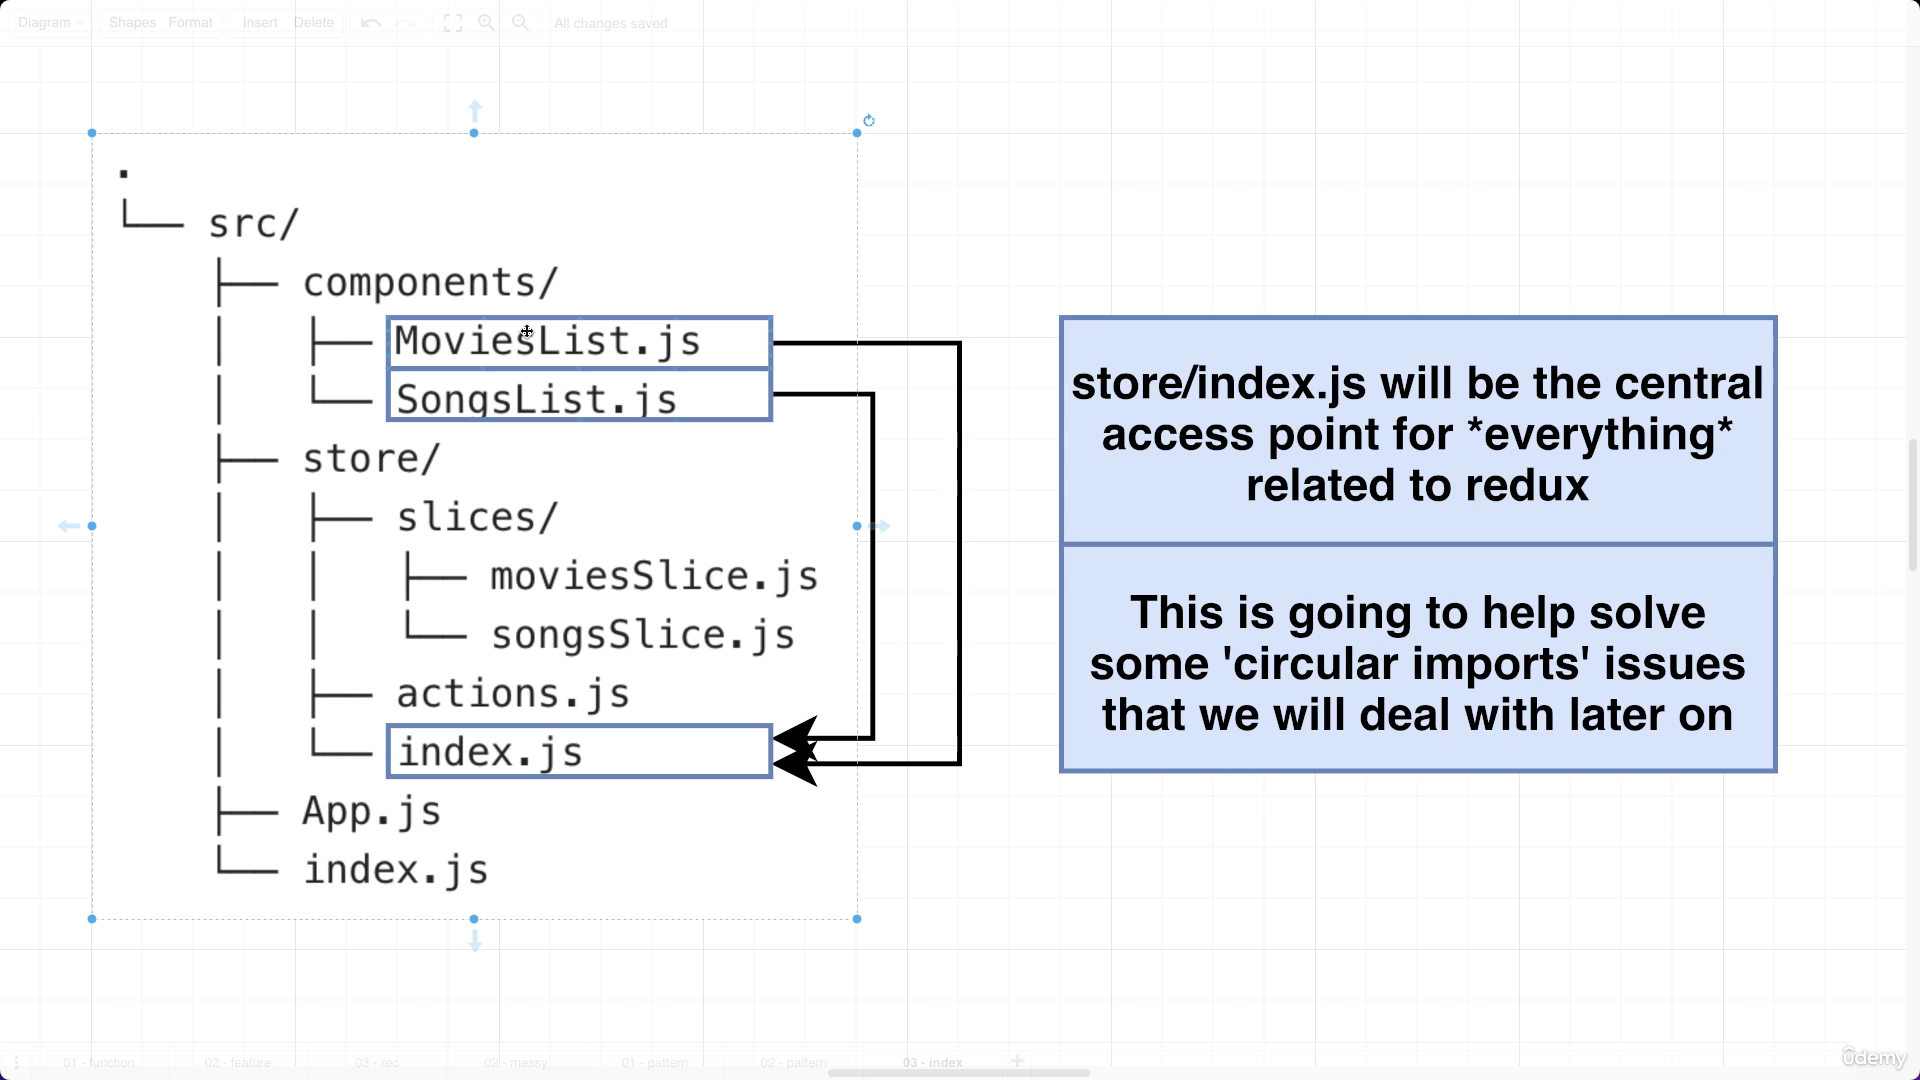 Diagram Shapes Format Insert Delete All changes saved
.
└── src/
├── components/
│ ├── MoviesList.js
│ └── SongsList.js
├── store/
│ ├── slices/
│ │ ├── moviesSlice.js
│ │ └── songsSlice.js
│ ├── actions.js
│ └── index.js
├── App.js
└── index.js
store/index.js will be the central
access point for *everything*
related to redux
This is going to help solve
some 'circular imports' issues
that we will deal with later on
01 - function 02 - feature 03 - rec 02 - messy 01 - pattern 02 - pattern 03 - index
ûdemy